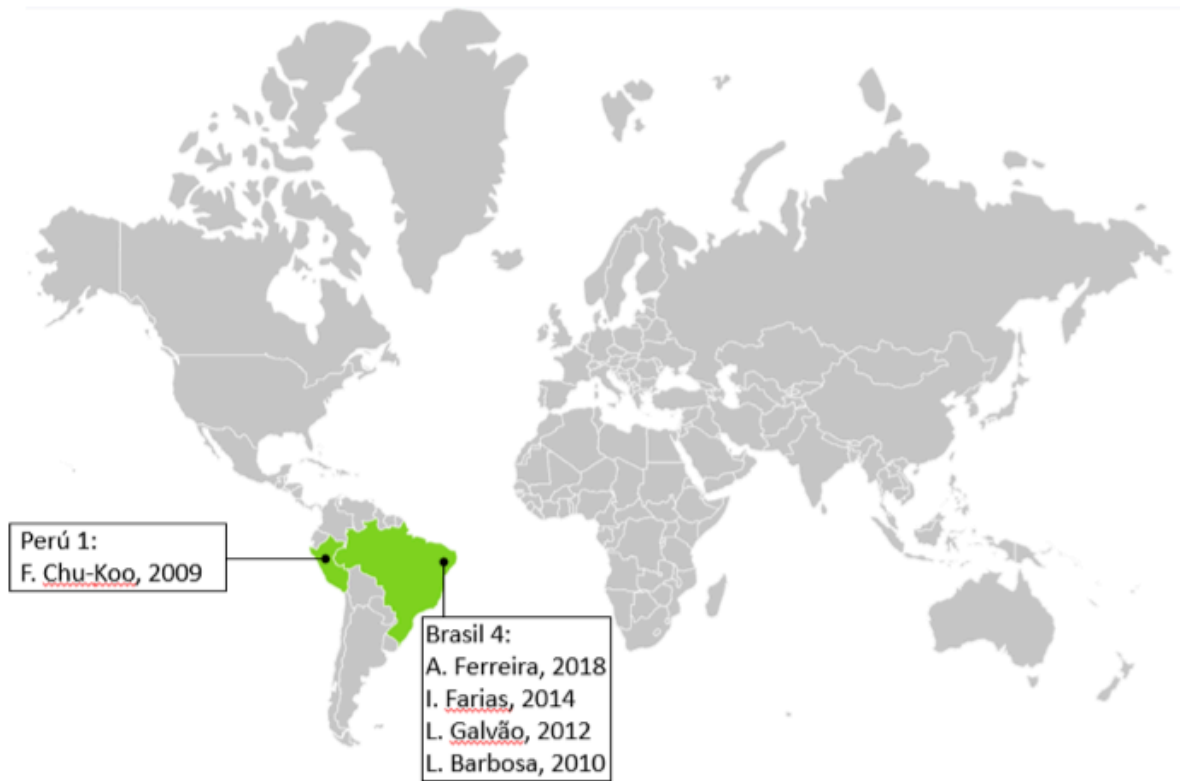 Perú 1:
F. Chu-Koo, 2009
Brasil 4:
A. Ferreira, 2018
I. Farias, 2014
L. Galvão, 2012
L. Barbosa, 2010